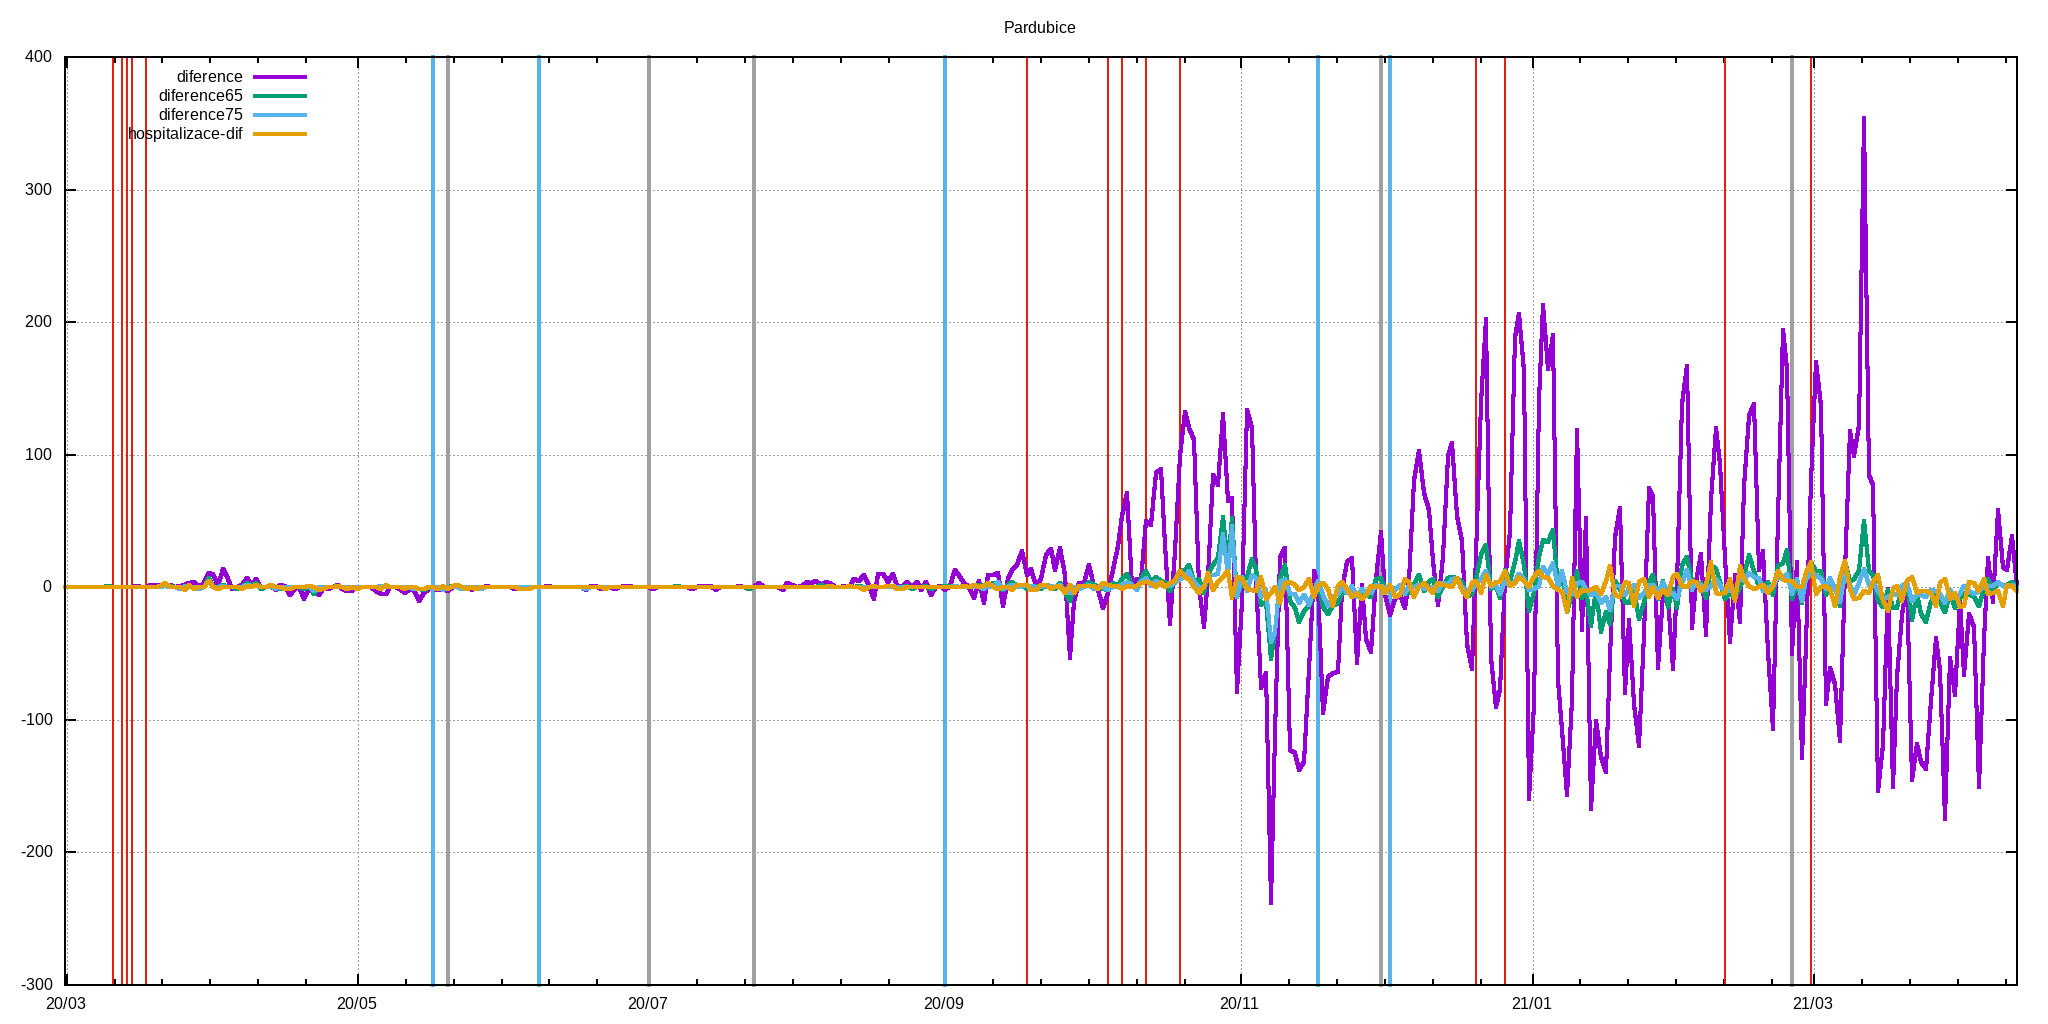 Pardubice
400
diference
diference65
diference75
hospitalizace-dif
300
200
100
0
-100
-200
-300
20/03 20/05 20/07 20/09 20/11 21/01 21/03